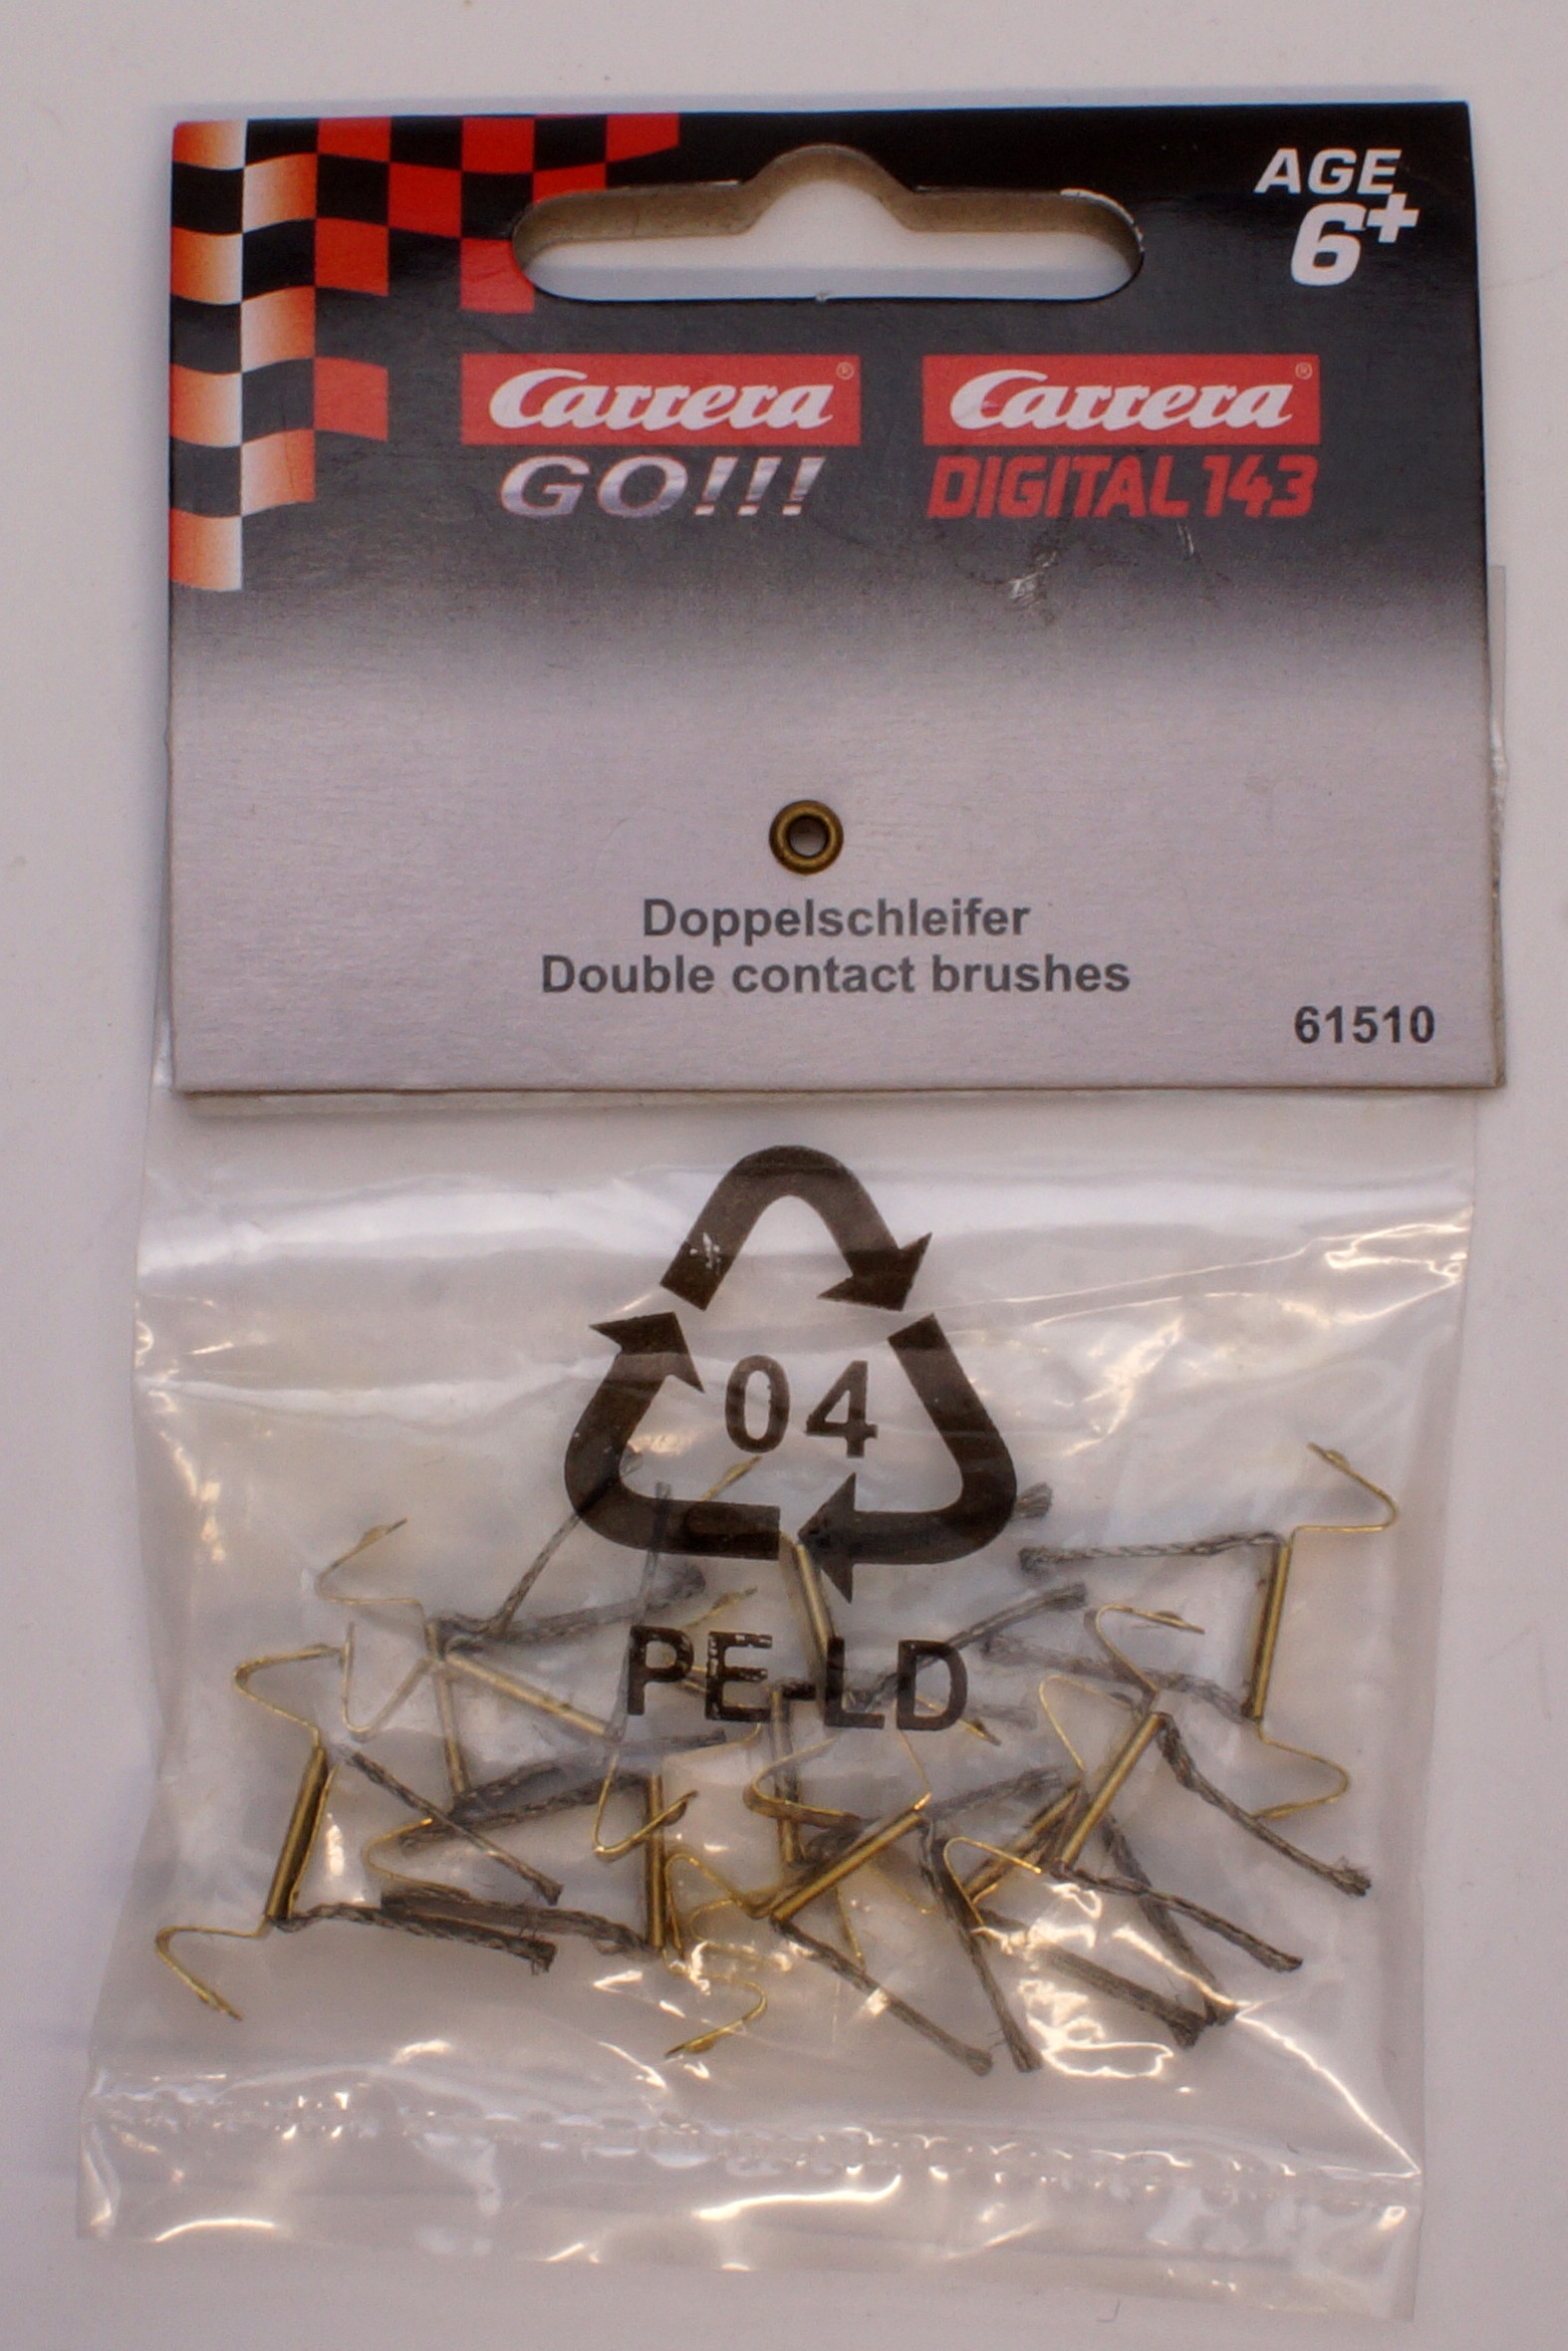 AGE
6+
Carrera® Carrera®
GO!!! DIGITAL 143
Doppelschleifer
Double contact brushes
61510
04
PE-LD